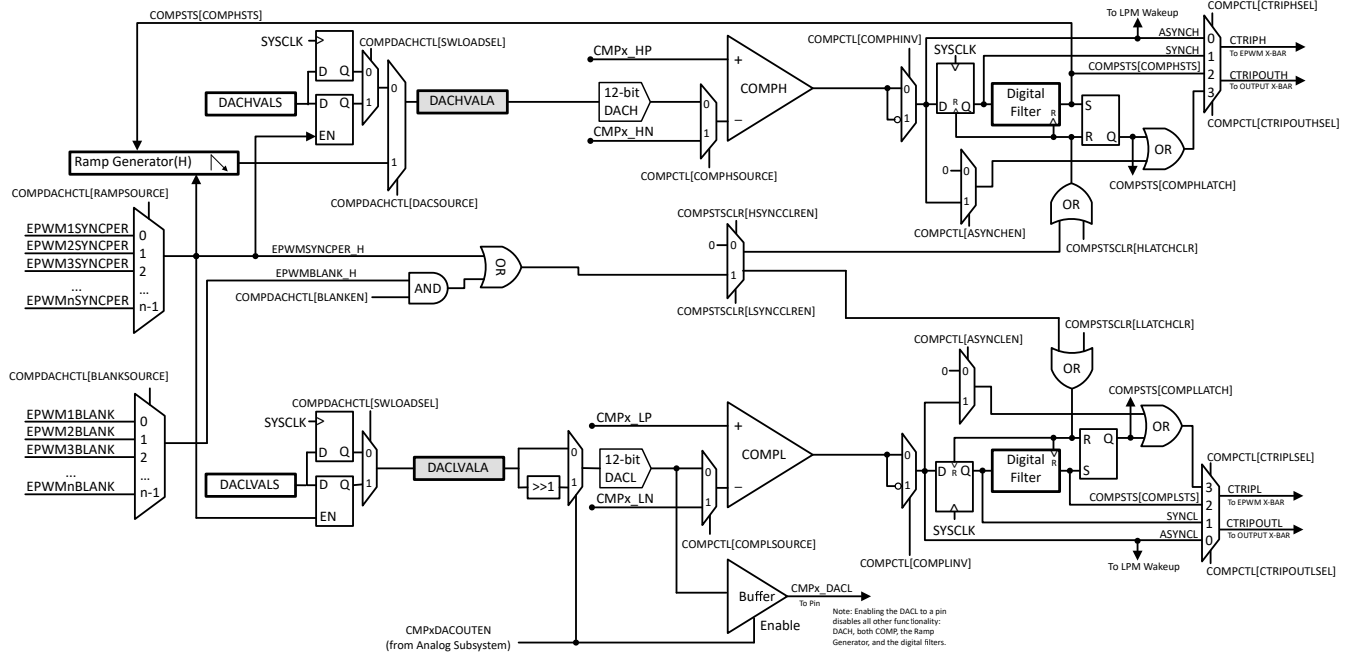 COMPSTS[COMPHSTS]
SYSCLK
COMPDACHCTL[SWLOADSEL]
D Q
0
1
DACHVALS
D Q
EN
0
1
DACHVALA
Ramp Generator(H)
COMPDACHCTL[DACSOURCE]
CMPx_HP
12-bit
DACH
CMPx_HN
0
1
COMPCTL[COMPHSOURCE]
+
COMPH
–
COMPCTL[COMPHINV]
0
1
SYSCLK
D R Q
Digital
Filter
R
S
R Q
OR
To LPM Wakeup
ASYNCH
SYNCH
COMPSTS[COMPHSTS]
COMPCTL[CTRIPHSEL]
0
1
2
3
CTRIPH
To EPWM X-BAR
CTRIPOUTH
To OUTPUT X-BAR
COMPCTL[CTRIPOUTHSEL]
COMPSTS[COMPHLATCH]
0
0
1
COMPCTL[ASYNCHEN]
OR
COMPSTSCLR[HLATCHCLR]
COMPDACHCTL[RAMPSOURCE]
EPWM1SYNCPER
EPWM2SYNCPER
EPWM3SYNCPER
...
EPWMnSYNCPER
0
1
2
...
n-1
EPWMSYNCPER_H
EPWMBLANK_H
COMPDACHCTL[BLANKEN]
AND
OR
COMPSTSCLR[HSYNCCLREN]
0
0
1
COMPSTSCLR[LSYNCCLREN]
COMPSTSCLR[LLATCHCLR]
OR
COMPDACHCTL[BLANKSOURCE]
EPWM1BLANK
EPWM2BLANK
EPWM3BLANK
...
EPWMnBLANK
0
1
2
...
n-1
SYSCLK
COMPDACHCTL[SWLOADSEL]
D Q
0
1
DACLVALS
D Q
EN
DACLVALA
>>1
0
1
12-bit
DACL
CMPx_LP
CMPx_LN
0
1
COMPCTL[COMPLSOURCE]
+
COMPL
–
COMPCTL[ASYNCLEN]
0
0
1
0
1
COMPCTL[COMPLINV]
D R Q
SYSCLK
Digital
Filter
R
R Q
S
COMPSTS[COMPLLATCH]
OR
COMPSTS[COMPLSTS]
SYNCL
ASYNCL
To LPM Wakeup
COMPCTL[CTRIPLSEL]
3
2
1
0
CTRIPL
To EPWM X-BAR
CTRIPOUTL
To OUTPUT X-BAR
COMPCTL[CTRIPOUTLSEL]
Buffer
Enable
CMPx_DACL
To Pin
CMPxDACOUTEN
(from Analog Subsystem)
Note: Enabling the DACL to a pin
disables all other functionality:
DACH, both COMP, the Ramp
Generator, and the digital filters.